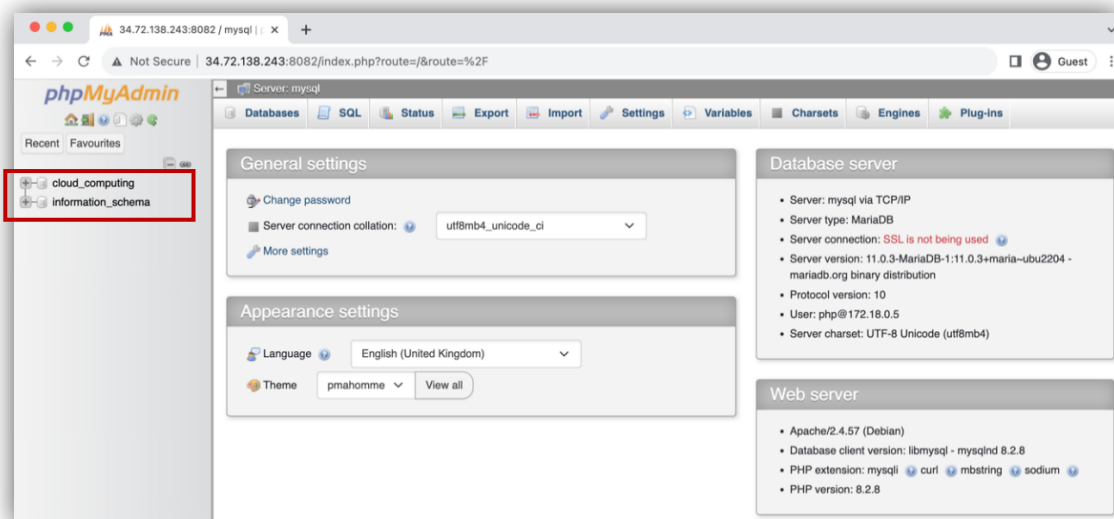 34.72.138.243:8082 / mysql |
Not Secure | 34.72.138.243:8082/index.php?route=/&route=%2F
Guest
phpMyAdmin
Recent Favourites
cloud_computing
information_schema
Server: mysql
Databases SQL Status Export Import Settings Variables Charsets Engines Plug-ins
General settings
Change password
Server connection collation: utf8mb4_unicode_ci
More settings
Appearance settings
Language English (United Kingdom)
Theme pmahomme View all
Database server
• Server: mysql via TCP/IP
• Server type: MariaDB
• Server connection: SSL is not being used
• Server version: 11.0.3-MariaDB-1:11.0.3+maria~ubu2204 -
mariadb.org binary distribution
• Protocol version: 10
• User: php@172.18.0.5
• Server charset: UTF-8 Unicode (utf8mb4)
Web server
• Apache/2.4.57 (Debian)
• Database client version: libmysql - mysqlnd 8.2.8
• PHP extension: mysqli curl mbstring sodium
• PHP version: 8.2.8